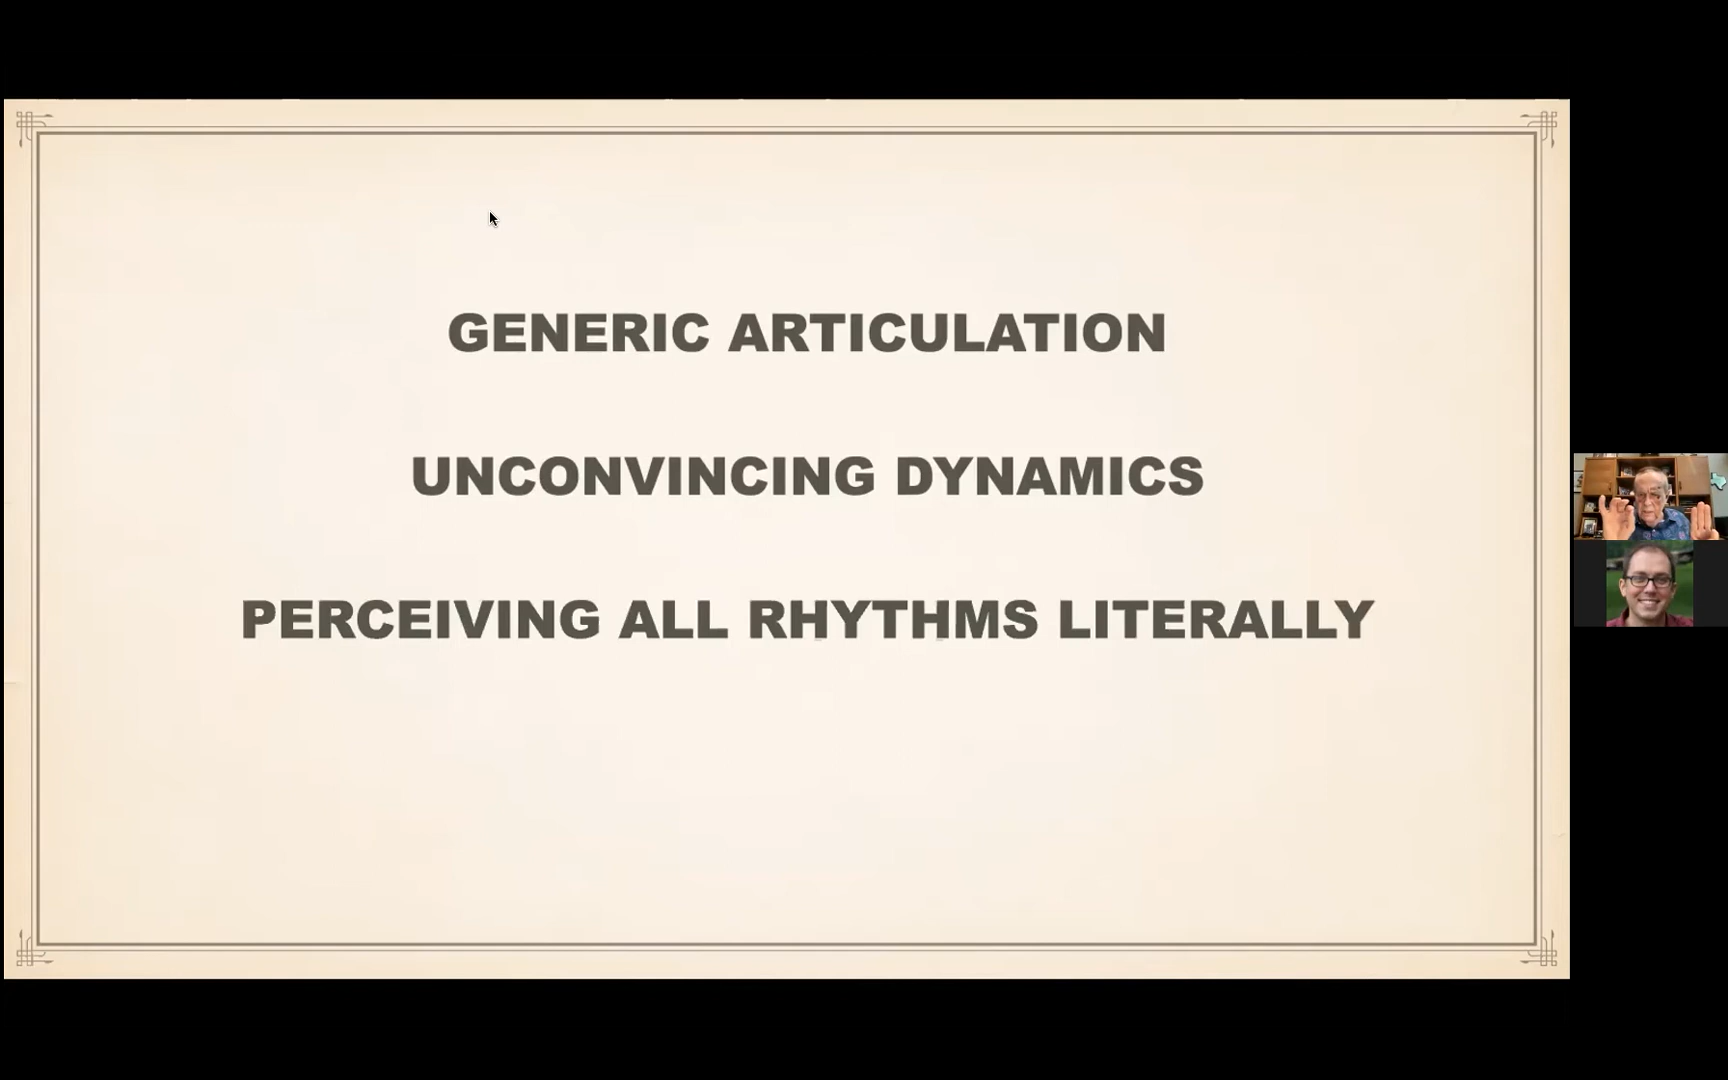 GENERIC ARTICULATION
UNCONVINCING DYNAMICS
PERCEIVING ALL RHYTHMS LITERALLY